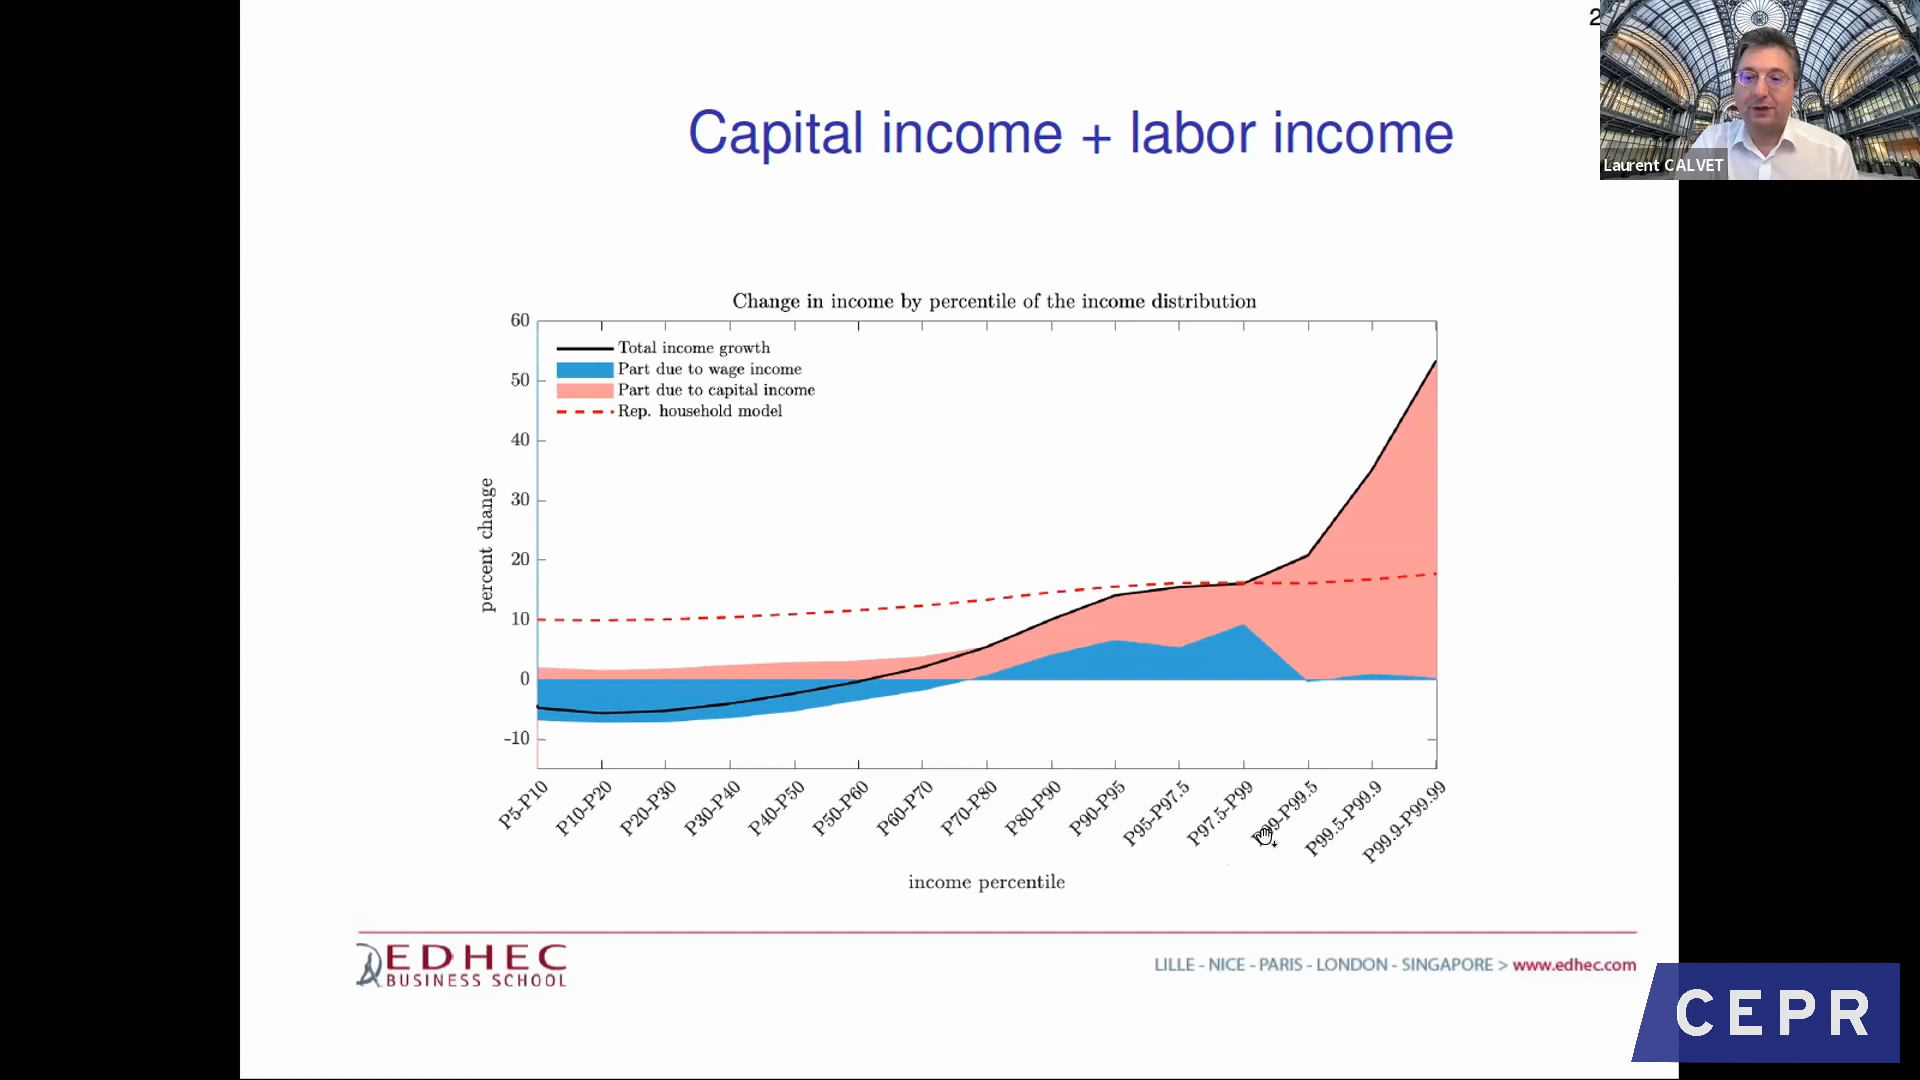 2
Laurent CALVET
Capital income + labor income
Change in income by percentile of the income distribution
Total income growth
Part due to wage income
Part due to capital income
Rep. household model
60
50
40
30
20
10
0
-10
percent change
P5-P10
P10-P20
P20-P30
P30-P40
P40-P50
P50-P60
P60-P70
P70-P80
P80-P90
P90-P95
P95-P97.5
P97.5-P99
P99-P99.5
P99.5-P99.9
P99.9-P99.99
income percentile
EDHEC
BUSINESS SCHOOL
LILLE - NICE - PARIS - LONDON - SINGAPORE > www.edhec.com
CEPR